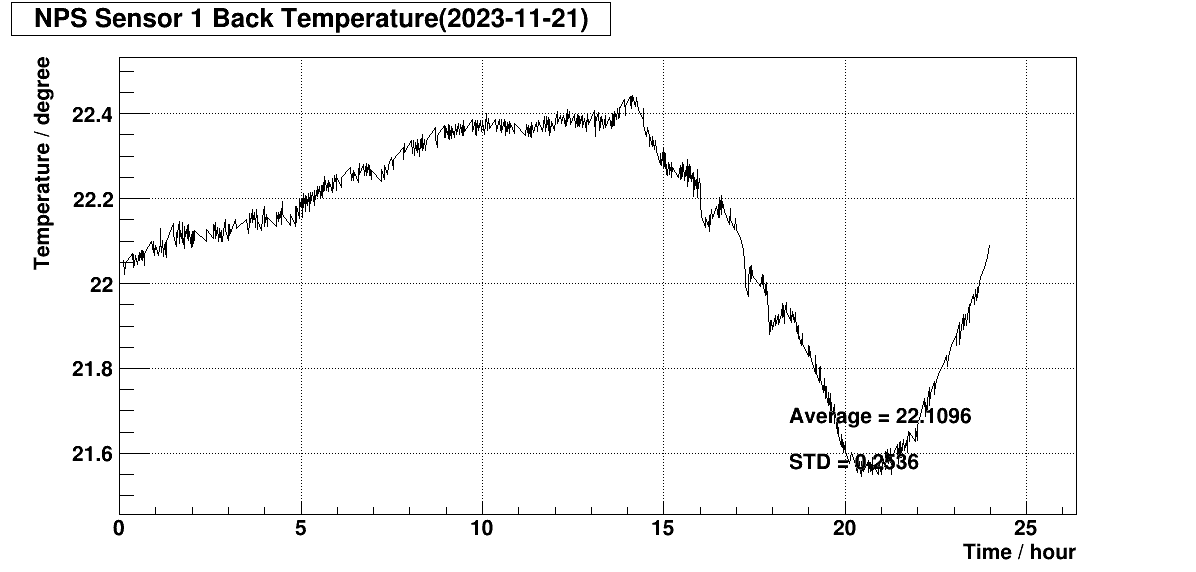 NPS Sensor 1 Back Temperature(2023-11-21)
Temperature / degree
22.4
22.2
22
21.8
21.6
Average = 22.1096
STD = 0.2536
0 5 10 15 20 25
Time / hour